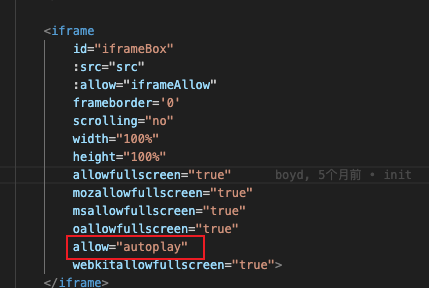 <iframe
id="iframeBox"
:src="src"
:allow="iframeAllow"
frameborder='0'
scrolling="no"
width="100%"
height="100%"
allowfullscreen="true" boyd, 5个月前 • init
mozallowfullscreen="true"
msallowfullscreen="true"
oallowfullscreen="true"
allow="autoplay"
webkitallowfullscreen="true">
</iframe>